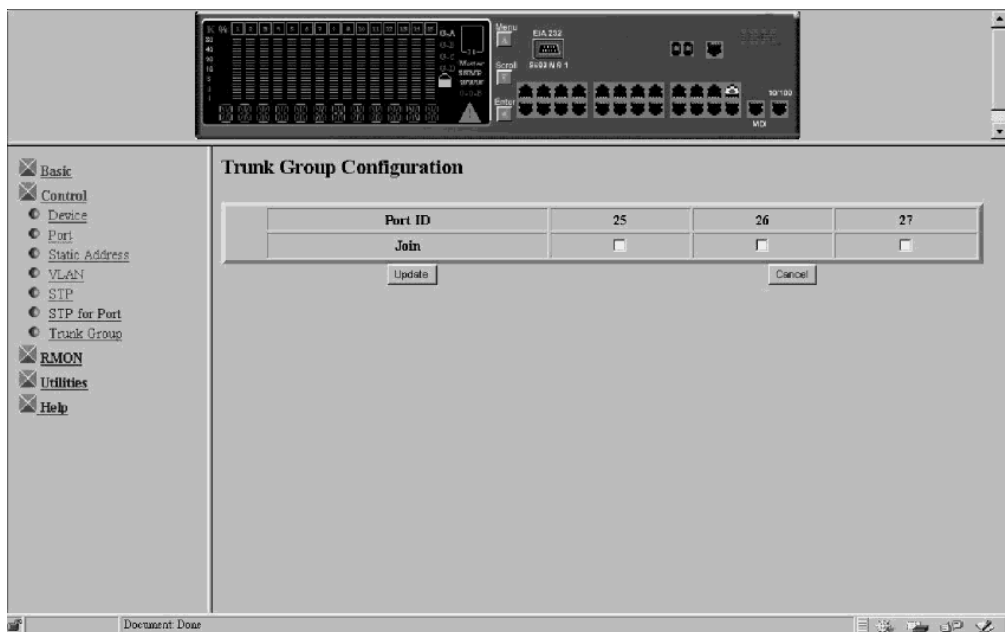 Menu
EIA 232
Scroll
Master
Enter
10/100
MDI
Basic
Control
Device
Port
Static Address
VLAN
STP
STP for Port
Trunk Group
RMON
Utilities
Help
Trunk Group Configuration
Port ID 25 26 27
Join
Update Cancel
Document: Done